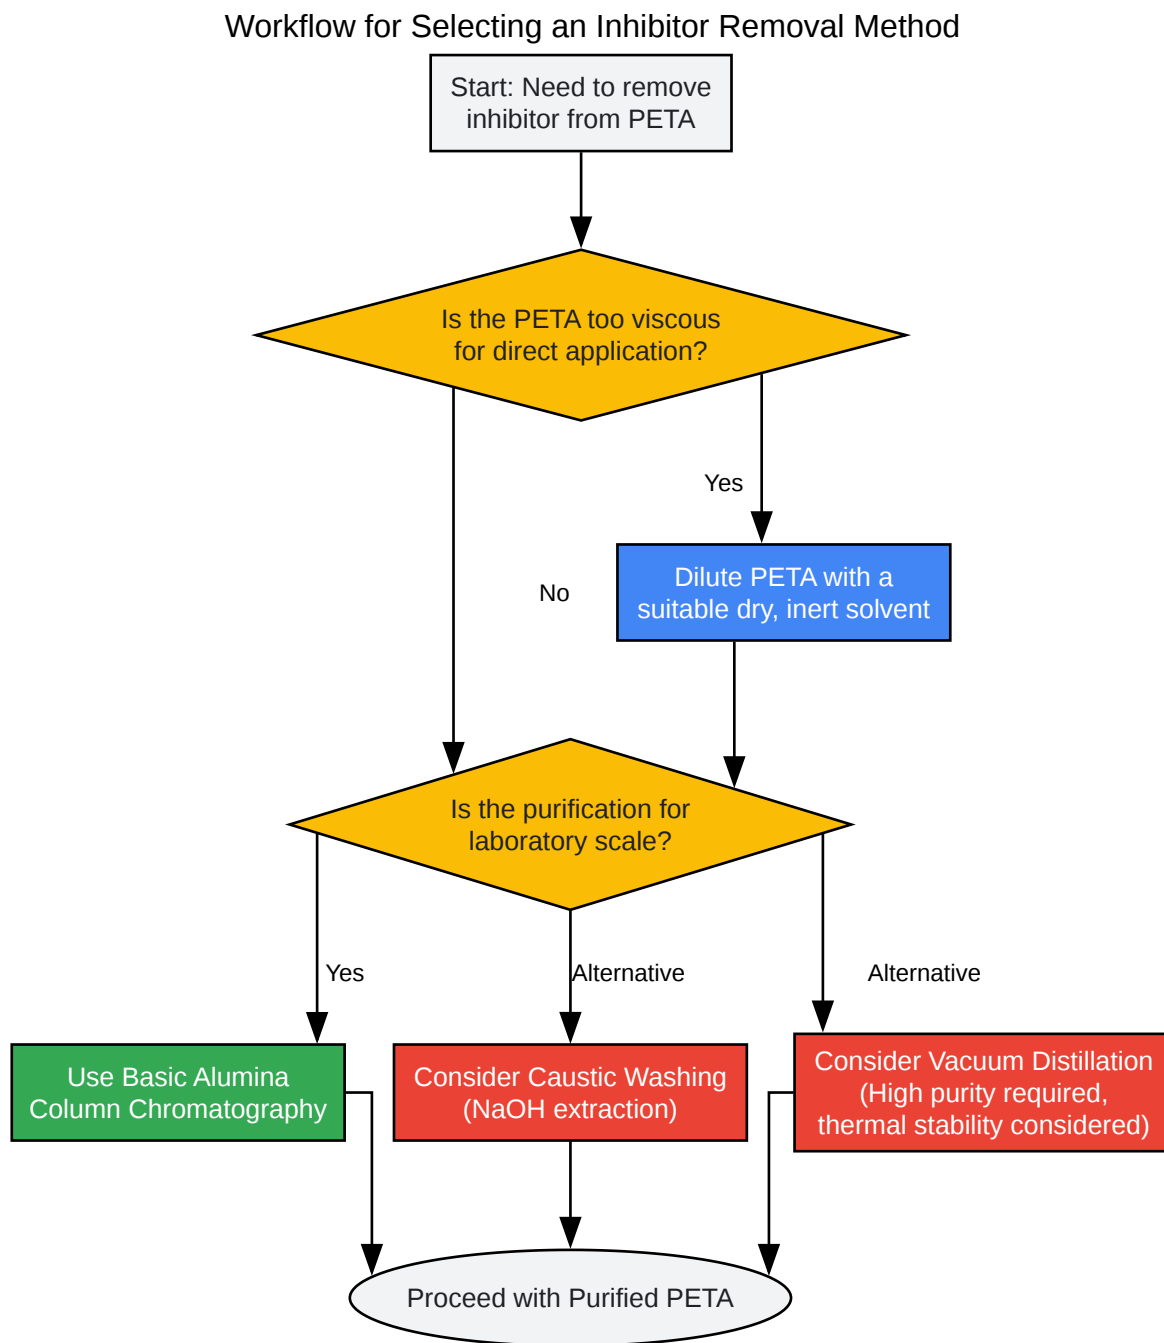 Workflow for Selecting an Inhibitor Removal Method
Start: Need to remove
inhibitor from PETA
Is the PETA too viscous
for direct application?
Yes
No
Dilute PETA with a
suitable dry, inert solvent
Is the purification for
laboratory scale?
Yes
Alternative
Alternative
Use Basic Alumina
Column Chromatography
Consider Caustic Washing
(NaOH extraction)
Consider Vacuum Distillation
(High purity required,
thermal stability considered)
Proceed with Purified PETA